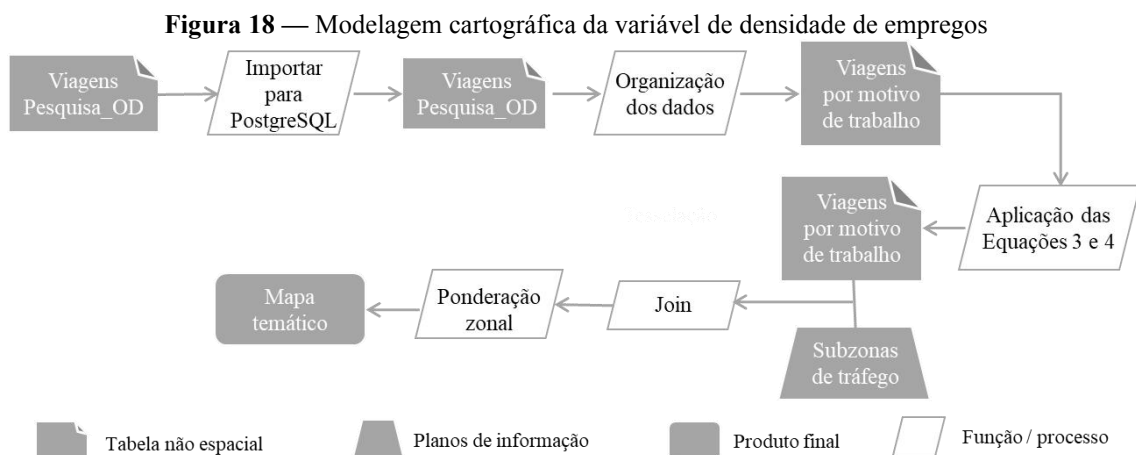 Figura 18 — Modelagem cartográfica da variável de densidade de empregos
Viagens
Pesquisa_OD
Importar
para
PostgreSQL
Viagens
Pesquisa_OD
Organização
dos dados
Viagens
por motivo
de trabalho
Aplicação das
Equações 3 e 4
Viagens
por motivo
de trabalho
Join
Ponderação
zonal
Mapa
temático
Subzonas
de tráfego
Tabela não espacial
Planos de informação
Produto final
Função / processo